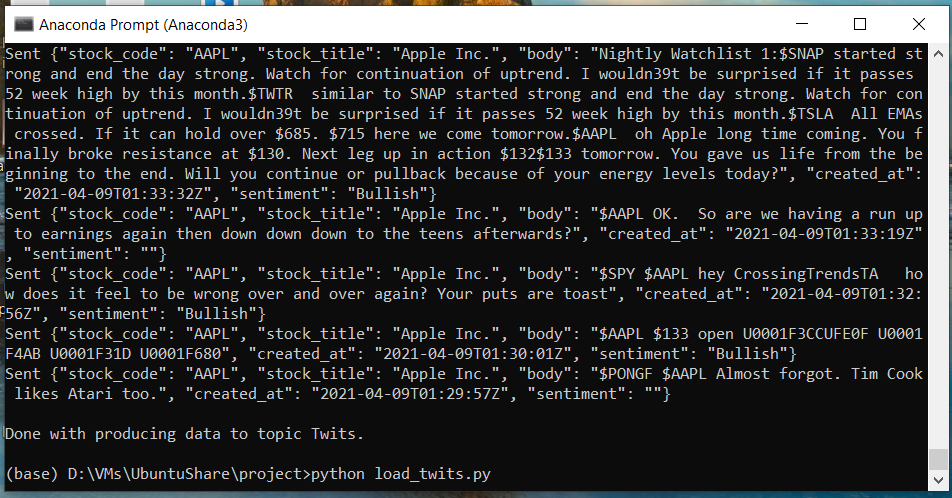 Anaconda Prompt (Anaconda3)
Sent {"stock_code": "AAPL", "stock_title": "Apple Inc.", "body": "Nightly Watchlist 1:$SNAP started st
rong and end the day strong. Watch for continuation of uptrend. I wouldn39t be surprised if it passes
52 week high by this month.$TWTR  similar to SNAP started strong and end the day strong. Watch for con
tinuation of uptrend. I wouldn39t be surprised if it passes 52 week high by this month.$TSLA  All EMAs
 crossed. If it can hold over $685. $715 here we come tomorrow.$AAPL  oh Apple long time coming. You f
inally broke resistance at $130. Next leg up in action $132$133 tomorrow. You gave us life from the be
ginning to the end. Will you continue or pullback because of your energy levels today?", "created_at":
 "2021-04-09T01:33:32Z", "sentiment": "Bullish"}
Sent {"stock_code": "AAPL", "stock_title": "Apple Inc.", "body": "$AAPL OK.  So are we having a run up
 to earnings again then down down down to the teens afterwards?", "created_at": "2021-04-09T01:33:19Z"
, "sentiment": ""}
Sent {"stock_code": "AAPL", "stock_title": "Apple Inc.", "body": "$SPY $AAPL hey CrossingTrendsTA   ho
w does it feel to be wrong over and over again? Your puts are toast", "created_at": "2021-04-09T01:32:
56Z", "sentiment": "Bullish"}
Sent {"stock_code": "AAPL", "stock_title": "Apple Inc.", "body": "$AAPL $133 open U0001F3CCUFE0F U0001
F4AB U0001F31D U0001F680", "created_at": "2021-04-09T01:30:01Z", "sentiment": "Bullish"}
Sent {"stock_code": "AAPL", "stock_title": "Apple Inc.", "body": "$PONGF $AAPL Almost forgot. Tim Cook
 likes Atari too.", "created_at": "2021-04-09T01:29:57Z", "sentiment": ""}
Done with producing data to topic Twits.
(base) D:\VMs\UbuntuShare\project>python load_twits.py